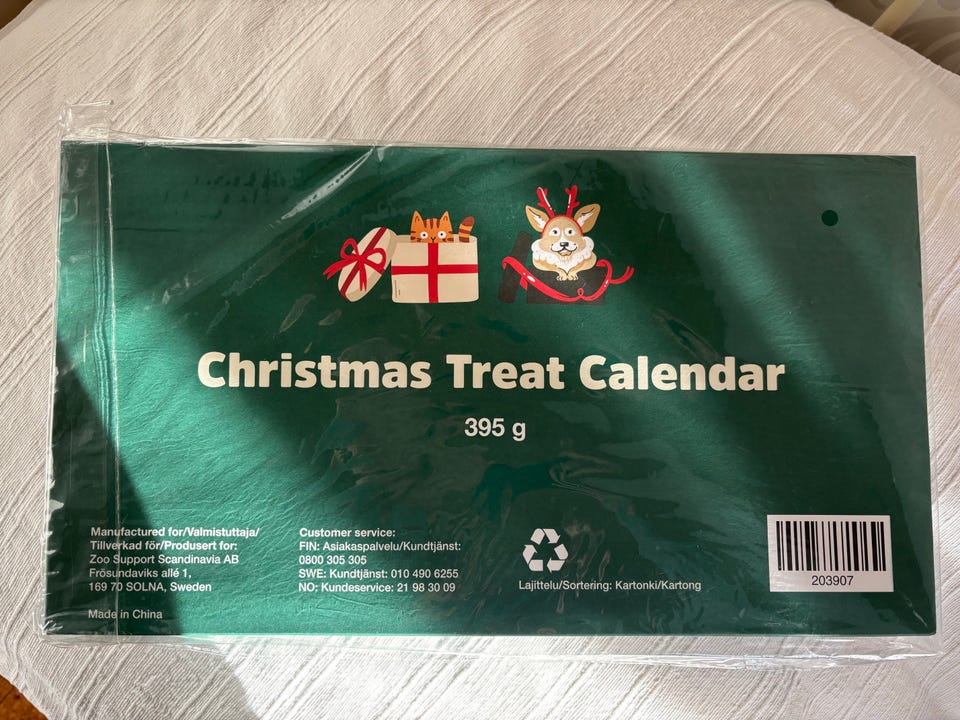 Christmas Treat Calendar
395 g
Manufactured for/Valmistuttaja/
Tillverkad för/Produsert for:
Zoo Support Scandinavia AB
Frösundaviks allé 1,
169 70 SOLNA, Sweden
Made in China
Customer service:
FIN: Asiakaspalvelu/Kundtjänst:
0800 305 305
SWE: Kundtjänst: 010 490 6255
NO: Kundeservice: 21 98 30 09
Lajittelu/Sortering: Kartonki/Kartong
203907